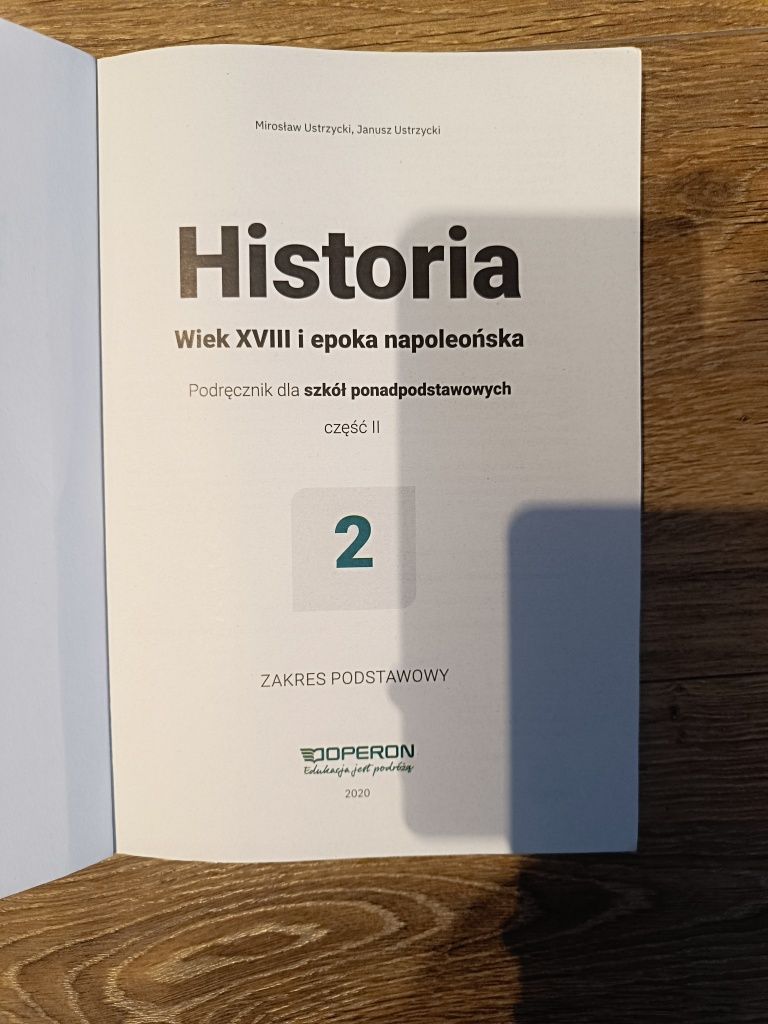 Mirosław Ustrzycki, Janusz Ustrzycki
Historia
Wiek XVIII i epoka napoleońska
Podręcznik dla szkół ponadpodstawowych
część II
2
ZAKRES PODSTAWOWY
OPERON
Edukacja jest podróżą
2020